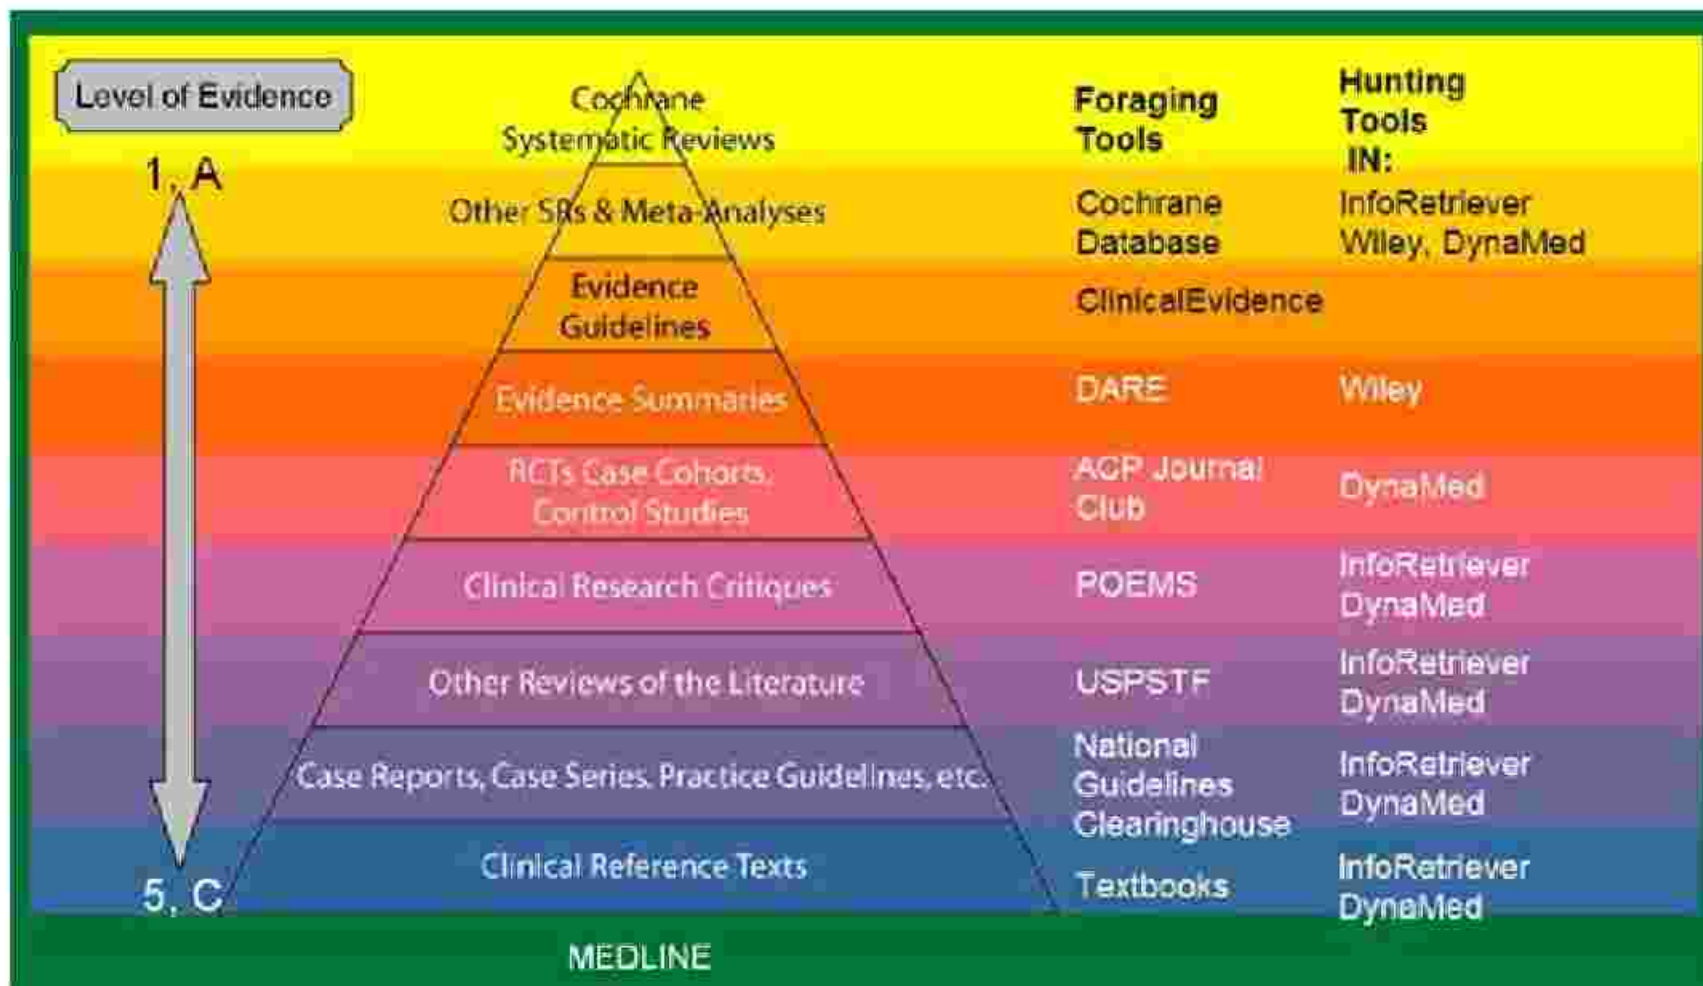 Level of Evidence
1, A
5, C
Cochrane
Systematic Reviews
Other SRs & Meta-Analyses
Evidence
Guidelines
Evidence Summaries
RCTs Case Cohorts,
Control Studies
Clinical Research Critiques
Other Reviews of the Literature
Case Reports, Case Series, Practice Guidelines, etc.
Clinical Reference Texts
MEDLINE
Foraging
Tools
Cochrane
Database
ClinicalEvidence
DARE
ACP Journal
Club
POEMS
USPSTF
National
Guidelines
Clearinghouse
Textbooks
Hunting
Tools
IN:
InfoRetriever
Wiley, DynaMed
Wiley
DynaMed
InfoRetriever
DynaMed
InfoRetriever
DynaMed
InfoRetriever
DynaMed
InfoRetriever
DynaMed